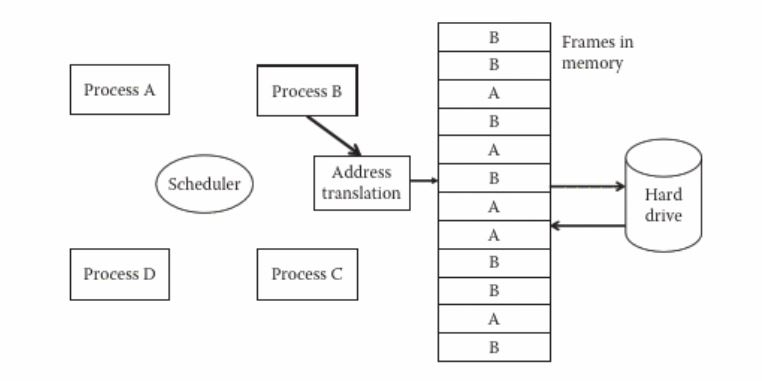 Process A
Process B
Scheduler
Address
translation
Process D
Process C
B
B
A
B
A
B
A
A
B
B
A
B
Frames in
memory
Hard
drive